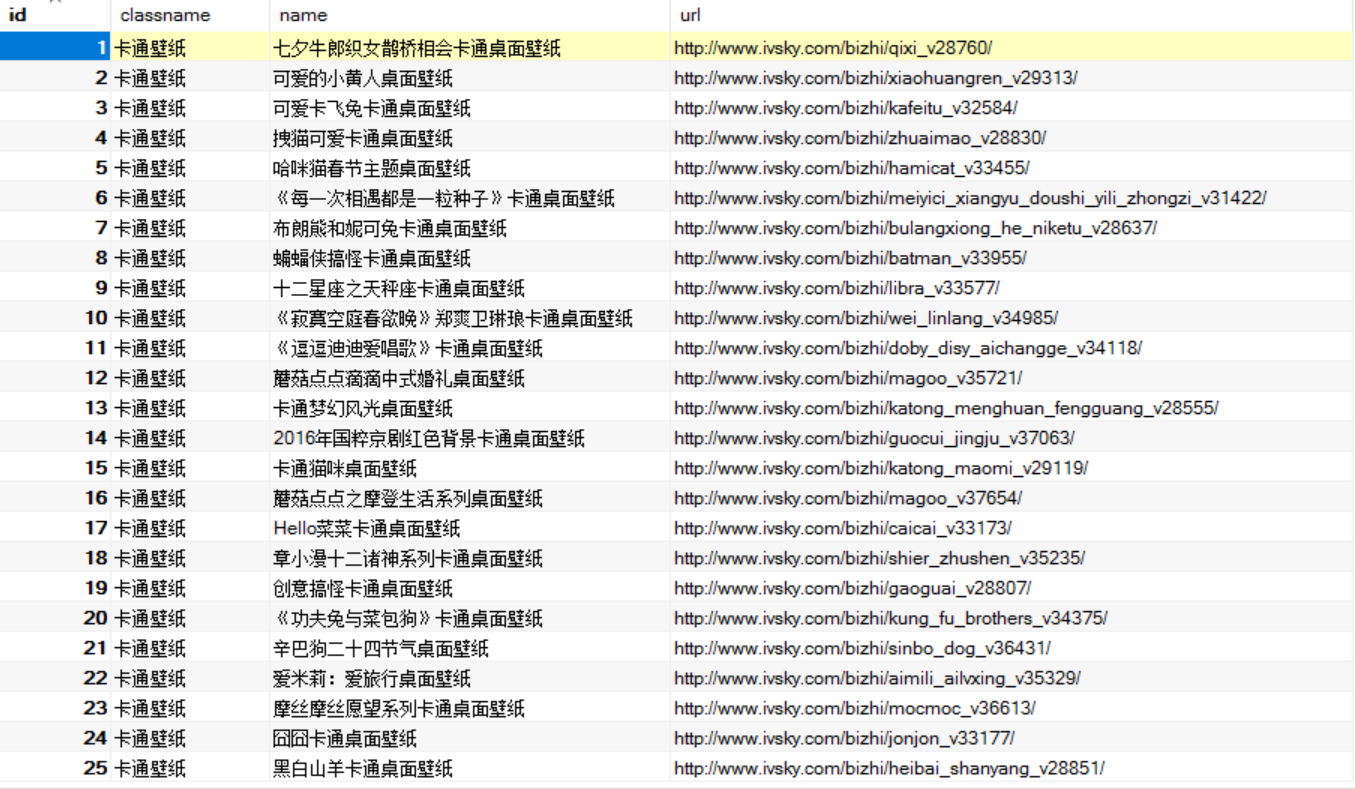 id classname name url
1 卡通壁纸 七夕牛郎织女鹊桥相会卡通桌面壁纸 http://www.ivsky.com/bizhi/qixi_v28760/
2 卡通壁纸 可爱的小黄人桌面壁纸 http://www.ivsky.com/bizhi/xiaohuangren_v29313/
3 卡通壁纸 可爱卡飞兔卡通桌面壁纸 http://www.ivsky.com/bizhi/kafeitu_v32584/
4 卡通壁纸 拽猫可爱卡通桌面壁纸 http://www.ivsky.com/bizhi/zhuaimao_v28830/
5 卡通壁纸 哈咪猫春节主题桌面壁纸 http://www.ivsky.com/bizhi/hamicat_v33455/
6 卡通壁纸 《每一次相遇都是一粒种子》卡通桌面壁纸 http://www.ivsky.com/bizhi/meiyici_xiangyu_doushi_yili_zhongzi_v31422/
7 卡通壁纸 布朗熊和妮可兔卡通桌面壁纸 http://www.ivsky.com/bizhi/bulangxiong_he_niketu_v28637/
8 卡通壁纸 蝙蝠侠搞怪卡通桌面壁纸 http://www.ivsky.com/bizhi/batman_v33955/
9 卡通壁纸 十二星座之天秤座卡通桌面壁纸 http://www.ivsky.com/bizhi/libra_v33577/
10 卡通壁纸 《寂寞空庭春欲晚》郑爽卫琳琅卡通桌面壁纸 http://www.ivsky.com/bizhi/wei_linlang_v34985/
11 卡通壁纸 《逗逗迪迪爱唱歌》卡通桌面壁纸 http://www.ivsky.com/bizhi/doby_disy_aichangge_v34118/
12 卡通壁纸 蘑菇点点滴滴中式婚礼桌面壁纸 http://www.ivsky.com/bizhi/magoo_v35721/
13 卡通壁纸 卡通梦幻风光桌面壁纸 http://www.ivsky.com/bizhi/katong_menghuan_fengguang_v28555/
14 卡通壁纸 2016年国粹京剧红色背景卡通桌面壁纸 http://www.ivsky.com/bizhi/guocui_jingju_v37063/
15 卡通壁纸 卡通猫咪桌面壁纸 http://www.ivsky.com/bizhi/katong_maomi_v29119/
16 卡通壁纸 蘑菇点点之摩登生活系列桌面壁纸 http://www.ivsky.com/bizhi/magoo_v37654/
17 卡通壁纸 Hello菜菜卡通桌面壁纸 http://www.ivsky.com/bizhi/caicai_v33173/
18 卡通壁纸 章小漫十二诸神系列卡通桌面壁纸 http://www.ivsky.com/bizhi/shier_zhushen_v35235/
19 卡通壁纸 创意搞怪卡通桌面壁纸 http://www.ivsky.com/bizhi/gaoguai_v28807/
20 卡通壁纸 《功夫兔与菜包狗》卡通桌面壁纸 http://www.ivsky.com/bizhi/kung_fu_brothers_v34375/
21 卡通壁纸 辛巴狗二十四节气桌面壁纸 http://www.ivsky.com/bizhi/sinbo_dog_v36431/
22 卡通壁纸 爱米莉：爱旅行桌面壁纸 http://www.ivsky.com/bizhi/aimili_ailvxing_v35329/
23 卡通壁纸 摩丝摩丝愿望系列卡通桌面壁纸 http://www.ivsky.com/bizhi/mocmoc_v36613/
24 卡通壁纸 囧囧卡通桌面壁纸 http://www.ivsky.com/bizhi/jonjon_v33177/
25 卡通壁纸 黑白山羊卡通桌面壁纸 http://www.ivsky.com/bizhi/heibai_shanyang_v28851/